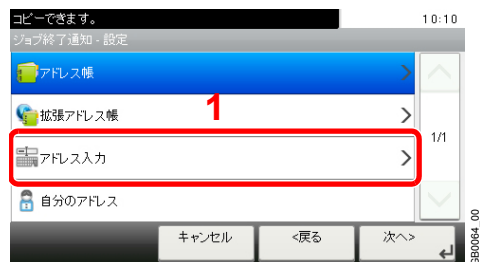 コピーできます。 10:10
ジョブ終了通知 - 設定
アドレス帳
拡張アドレス帳
1
1/1
アドレス入力
自分のアドレス
キャンセル <戻る 次へ>
GB0064_00